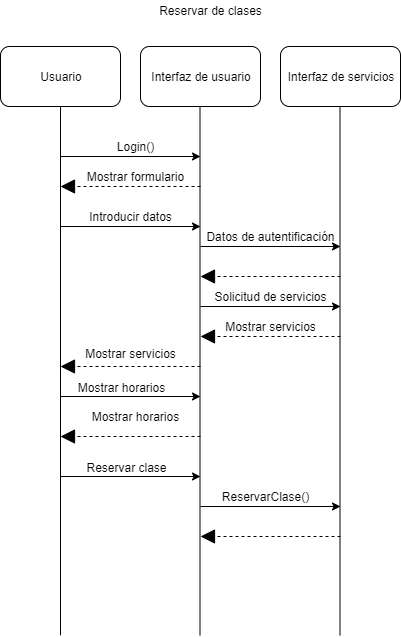 Reservar de clases
Usuario
Interfaz de usuario
Interfaz de servicios
Login()
Mostrar formulario
Introducir datos
Datos de autentificación
Solicitud de servicios
Mostrar servicios
Mostrar servicios
Mostrar horarios
Mostrar horarios
Reservar clase
ReservarClase()